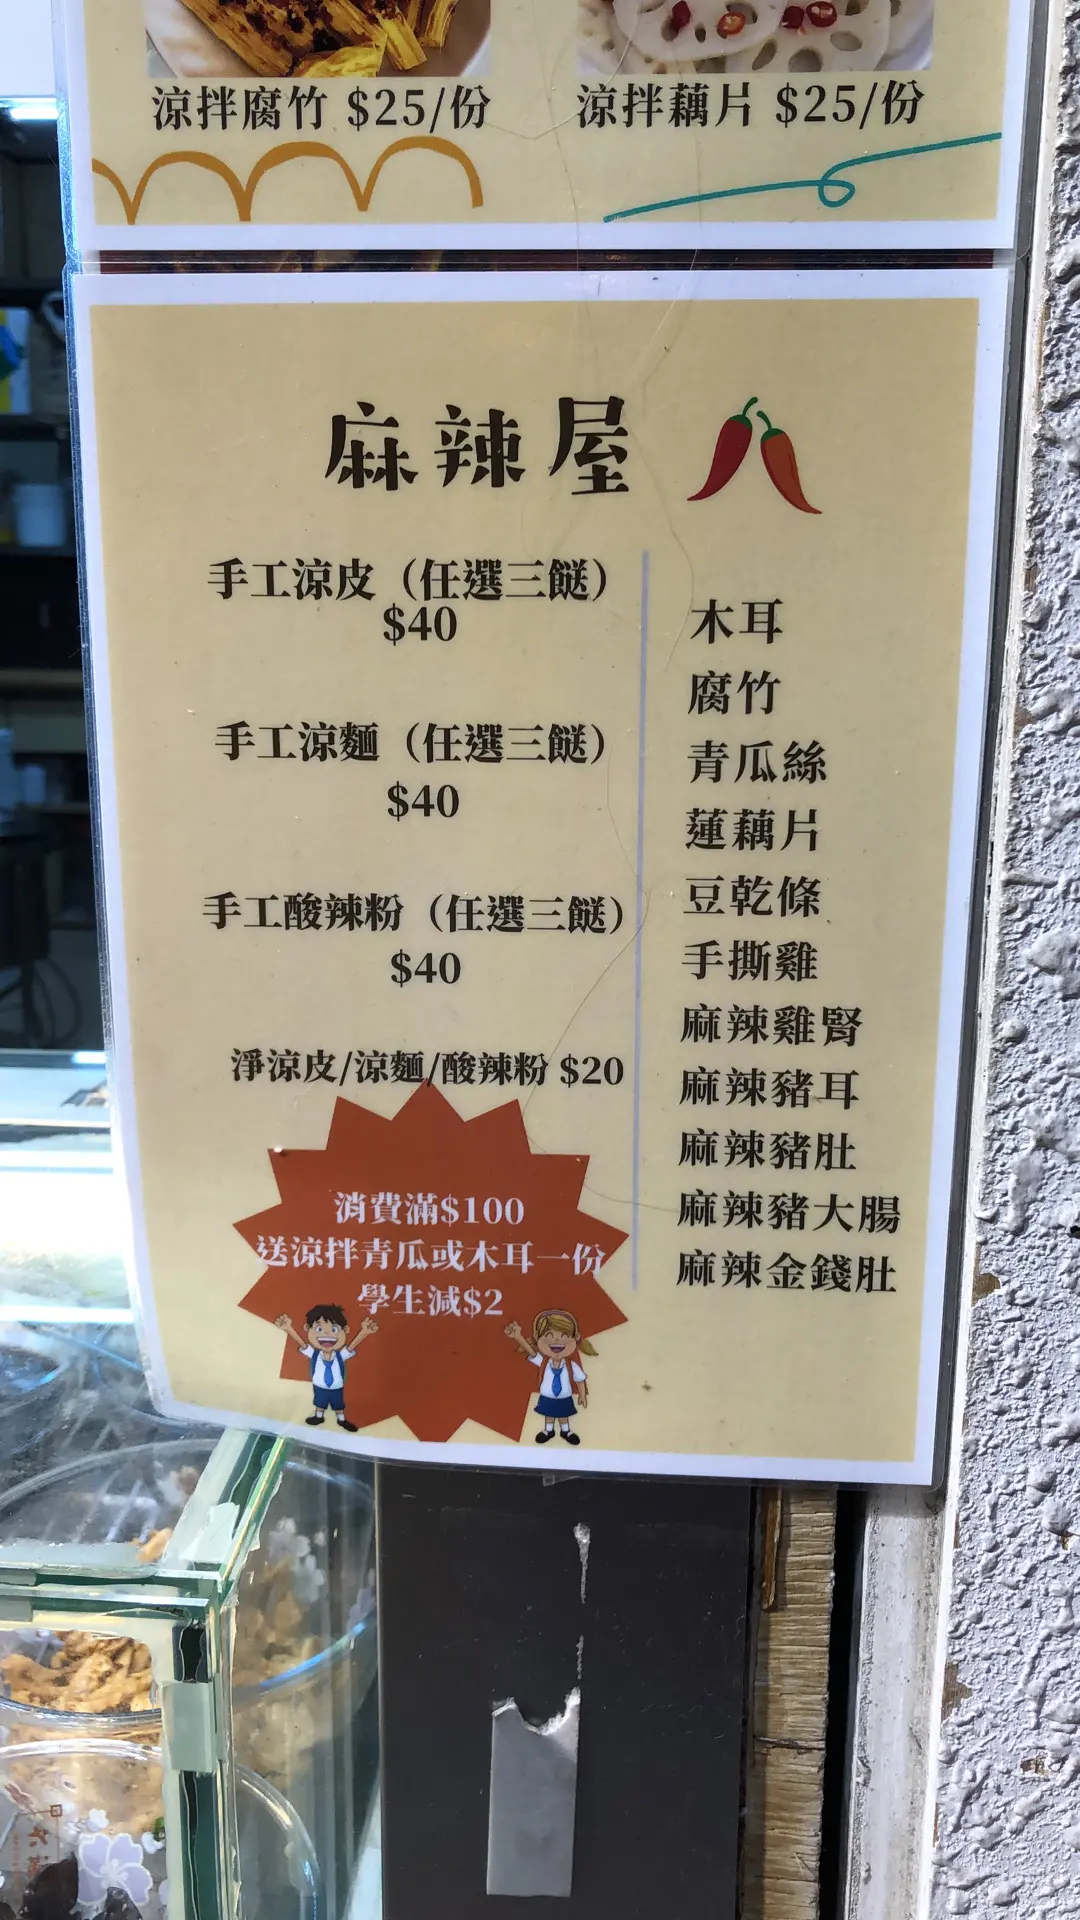 涼拌腐竹 $25/份
涼拌藕片 $25/份
麻辣屋
手工涼皮（任選三餸）
$40
手工涼麵（任選三餸）
$40
手工酸辣粉（任選三餸）
$40
淨涼皮/涼麵/酸辣粉 $20
消費滿$100
送涼拌青瓜或木耳一份
學生減$2
木耳
腐竹
青瓜絲
蓮藕片
豆乾條
手撕雞
麻辣雞腎
麻辣豬耳
麻辣豬肚
麻辣豬大腸
麻辣金錢肚